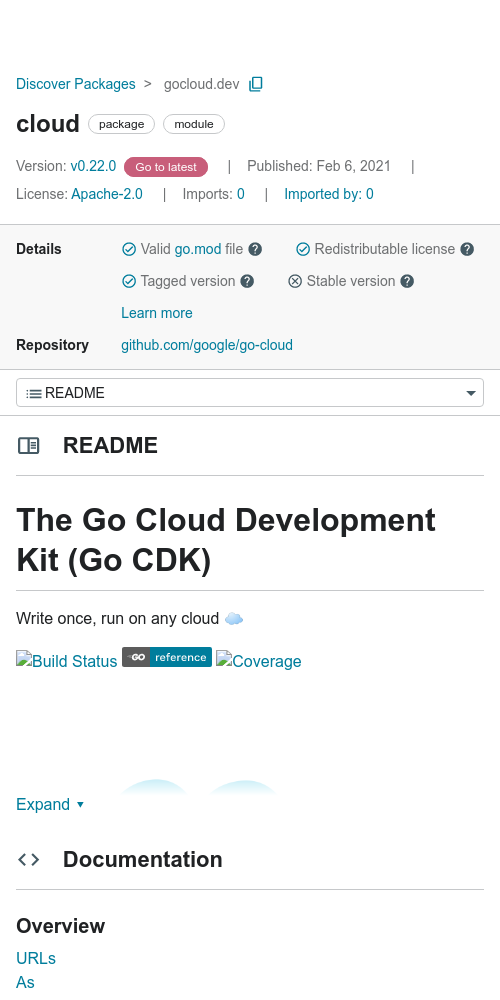 Discover Packages > gocloud.dev
cloud package module
Version: v0.22.0 Go to latest | Published: Feb 6, 2021 |
License: Apache-2.0 | Imports: 0 | Imported by: 0
Details Valid go.mod file ? Redistributable license ?
Tagged version ? Stable version ?
Learn more
Repository github.com/google/go-cloud
README
README
The Go Cloud Development
Kit (Go CDK)
Write once, run on any cloud ☁️
Build Status GO reference Coverage
Expand ▾
Documentation
Overview
URLs
As